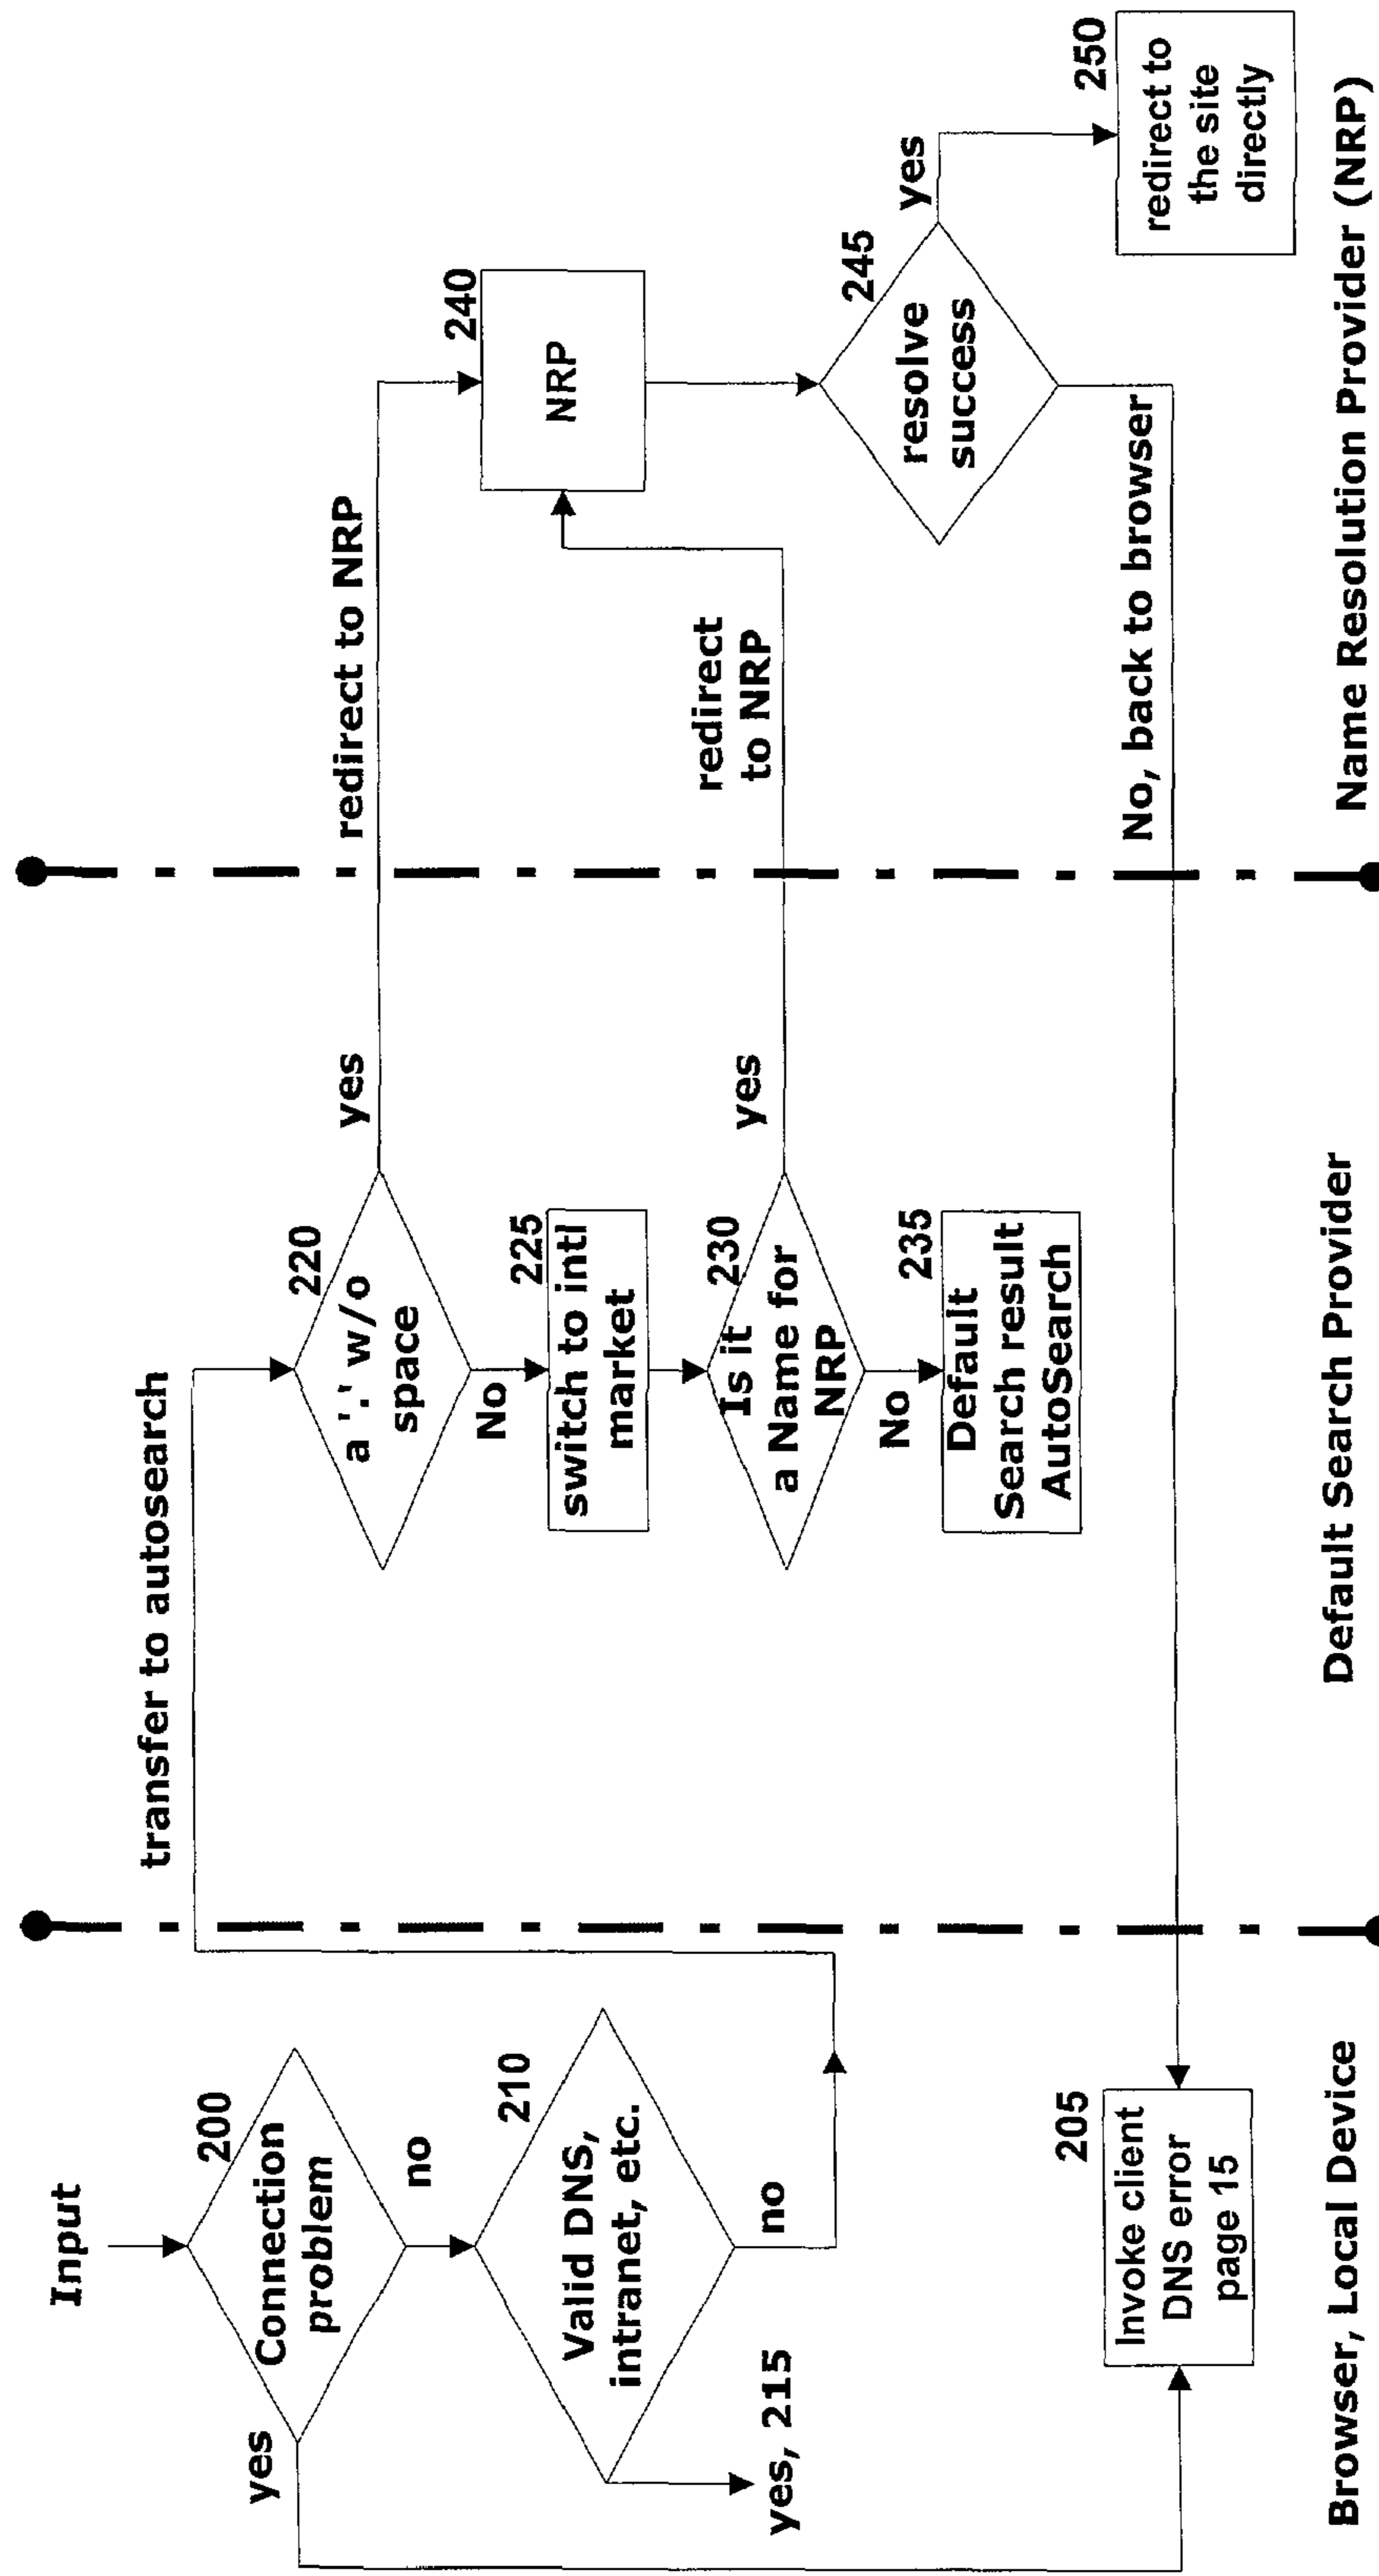 Input
200
Connection
problem
yes
no
210
Valid DNS,
intranet, etc.
yes, 215
no
205
Invoke client
DNS error
page 15
Browser, Local Device
transfer to autosearch
220
a '.' w/o
space
yes
No
225
switch to intl
market
230
Is it
a Name for
NRP
yes
No
235
Default
Search result
AutoSearch
Default Search Provider
redirect to NRP
240
NRP
redirect
to NRP
245
resolve
success
yes
No, back to browser
250
redirect to
the site
directly
Name Resolution Provider (NRP)